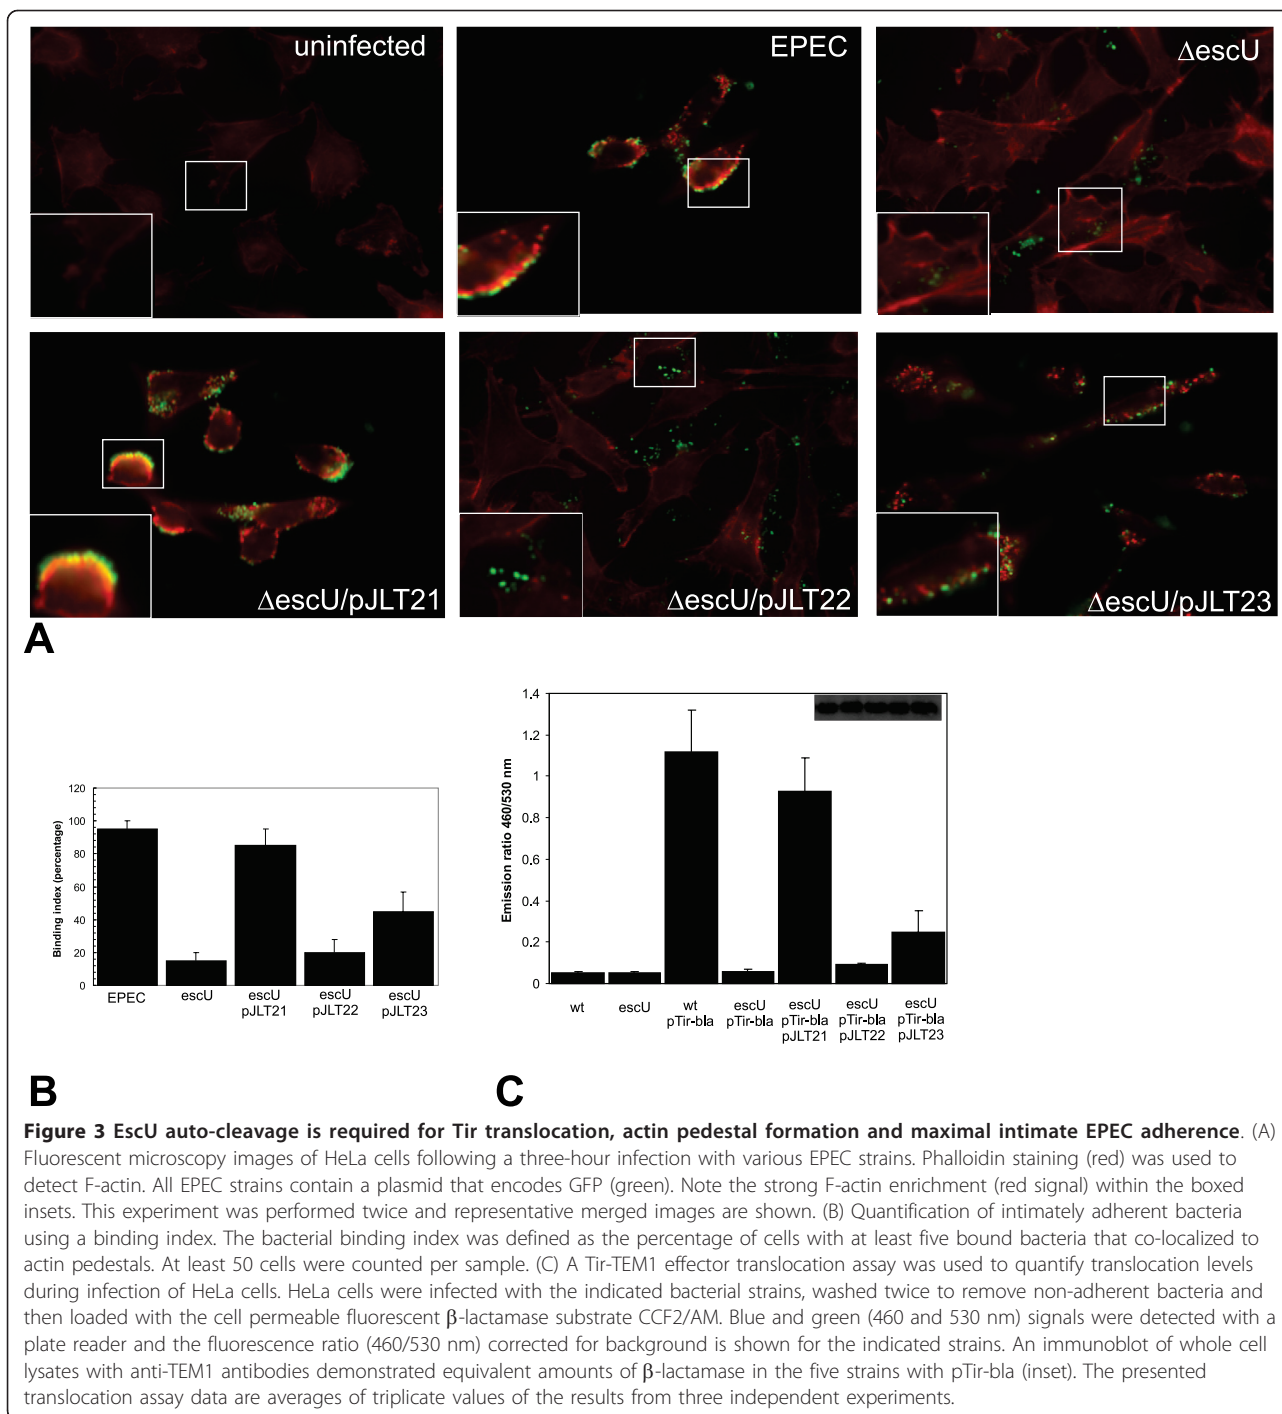 uninfected
EPEC
ΔescU
ΔescU/pJLT21
ΔescU/pJLT22
ΔescU/pJLT23
A
Binding index (percentage)
120
100
80
60
40
20
0
EPEC
escU
escU
pJLT21
escU
pJLT22
escU
pJLT23
B
Emission ratio 460/530 nm
1.4
1.2
1
0.8
0.6
0.4
0.2
0
wt
escU
wt
pTir-bla
escU
pTir-bla
escU
pTir-bla
pJLT21
escU
pTir-bla
pJLT22
escU
pTir-bla
pJLT23
C
Figure 3 EscU auto-cleavage is required for Tir translocation, actin pedestal formation and maximal intimate EPEC adherence. (A)
Fluorescent microscopy images of HeLa cells following a three-hour infection with various EPEC strains. Phalloidin staining (red) was used to
detect F-actin. All EPEC strains contain a plasmid that encodes GFP (green). Note the strong F-actin enrichment (red signal) within the boxed
insets. This experiment was performed twice and representative merged images are shown. (B) Quantification of intimately adherent bacteria
using a binding index. The bacterial binding index was defined as the percentage of cells with at least five bound bacteria that co-localized to
actin pedestals. At least 50 cells were counted per sample. (C) A Tir-TEM1 effector translocation assay was used to quantify translocation levels
during infection of HeLa cells. HeLa cells were infected with the indicated bacterial strains, washed twice to remove non-adherent bacteria and
then loaded with the cell permeable fluorescent β-lactamase substrate CCF2/AM. Blue and green (460 and 530 nm) signals were detected with a
plate reader and the fluorescence ratio (460/530 nm) corrected for background is shown for the indicated strains. An immunoblot of whole cell
lysates with anti-TEM1 antibodies demonstrated equivalent amounts of β-lactamase in the five strains with pTir-bla (inset). The presented
translocation assay data are averages of triplicate values of the results from three independent experiments.